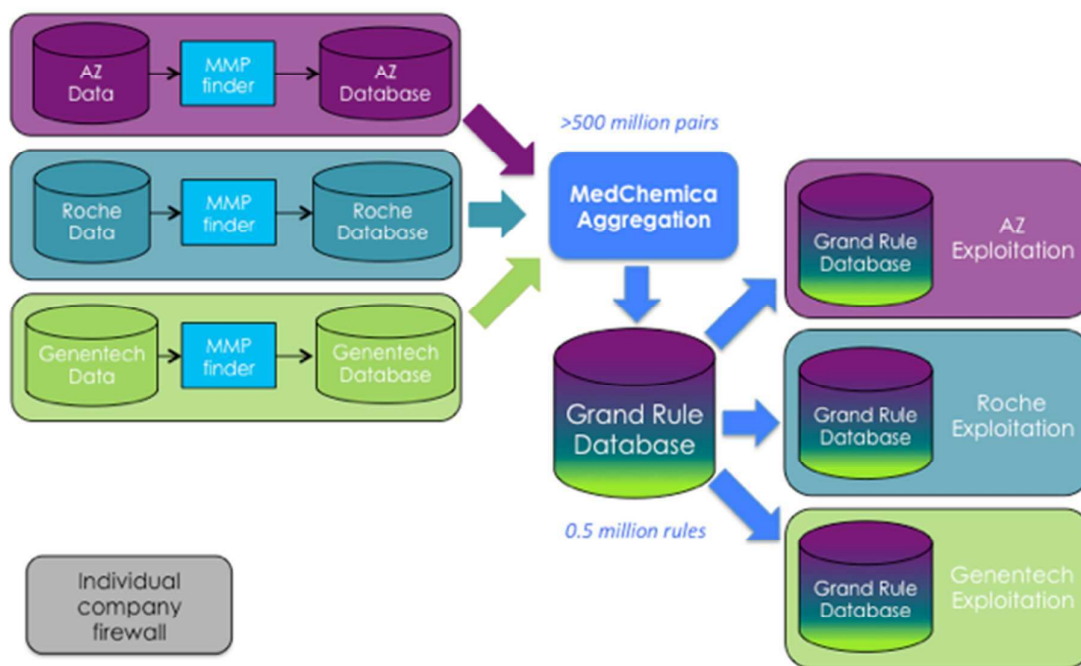 AZ
Data
MMP
finder
AZ
Database
Roche
Data
MMP
finder
Roche
Database
Genentech
Data
MMP
finder
Genentech
Database
>500 million pairs
MedChemica
Aggregation
Grand Rule
Database
0.5 million rules
Grand Rule
Database
AZ
Exploitation
Grand Rule
Database
Roche
Exploitation
Grand Rule
Database
Genentech
Exploitation
Individual
company
firewall